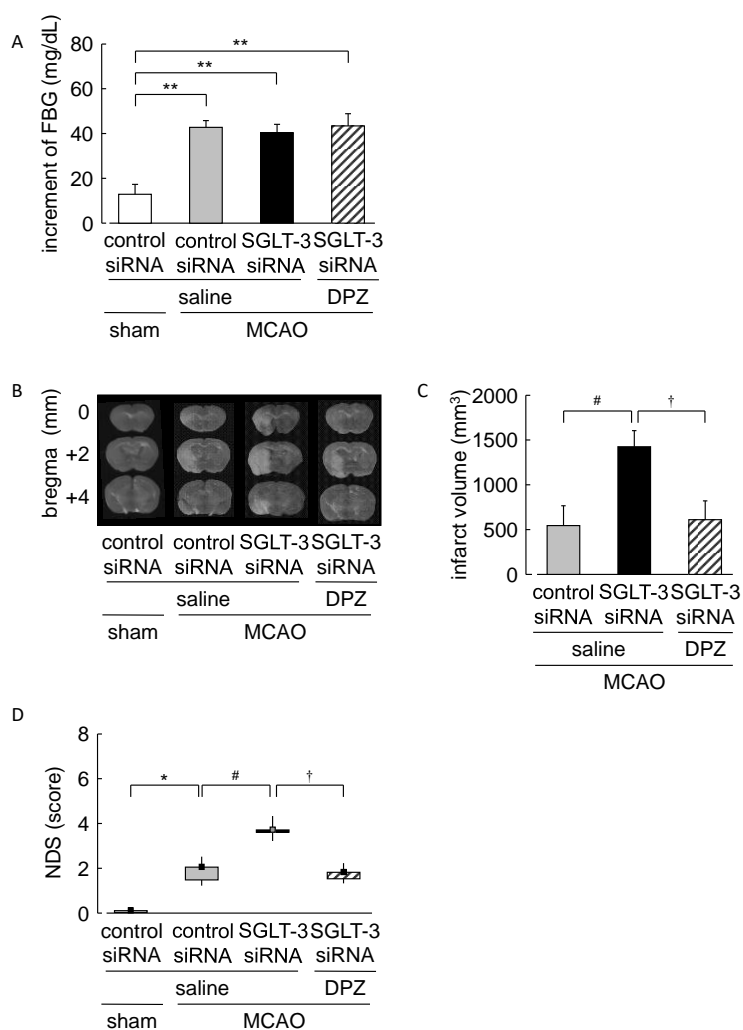 A
increment of FBG (mg/dL)
80
60
40
20
0
**
**
**
control control SGLT-3 SGLT-3
siRNA siRNA siRNA siRNA
saline DPZ
sham MCAO
B
bregma (mm)
0
+2
+4
control control SGLT-3 SGLT-3
siRNA siRNA siRNA siRNA
saline DPZ
sham MCAO
C
infarct volume (mm3)
2000
1500
1000
500
0
# †
control SGLT-3 SGLT-3
siRNA siRNA siRNA
saline DPZ
MCAO
D
NDS (score)
8
6
4
2
0
* # †
control control SGLT-3 SGLT-3
siRNA siRNA siRNA siRNA
saline DPZ
sham MCAO